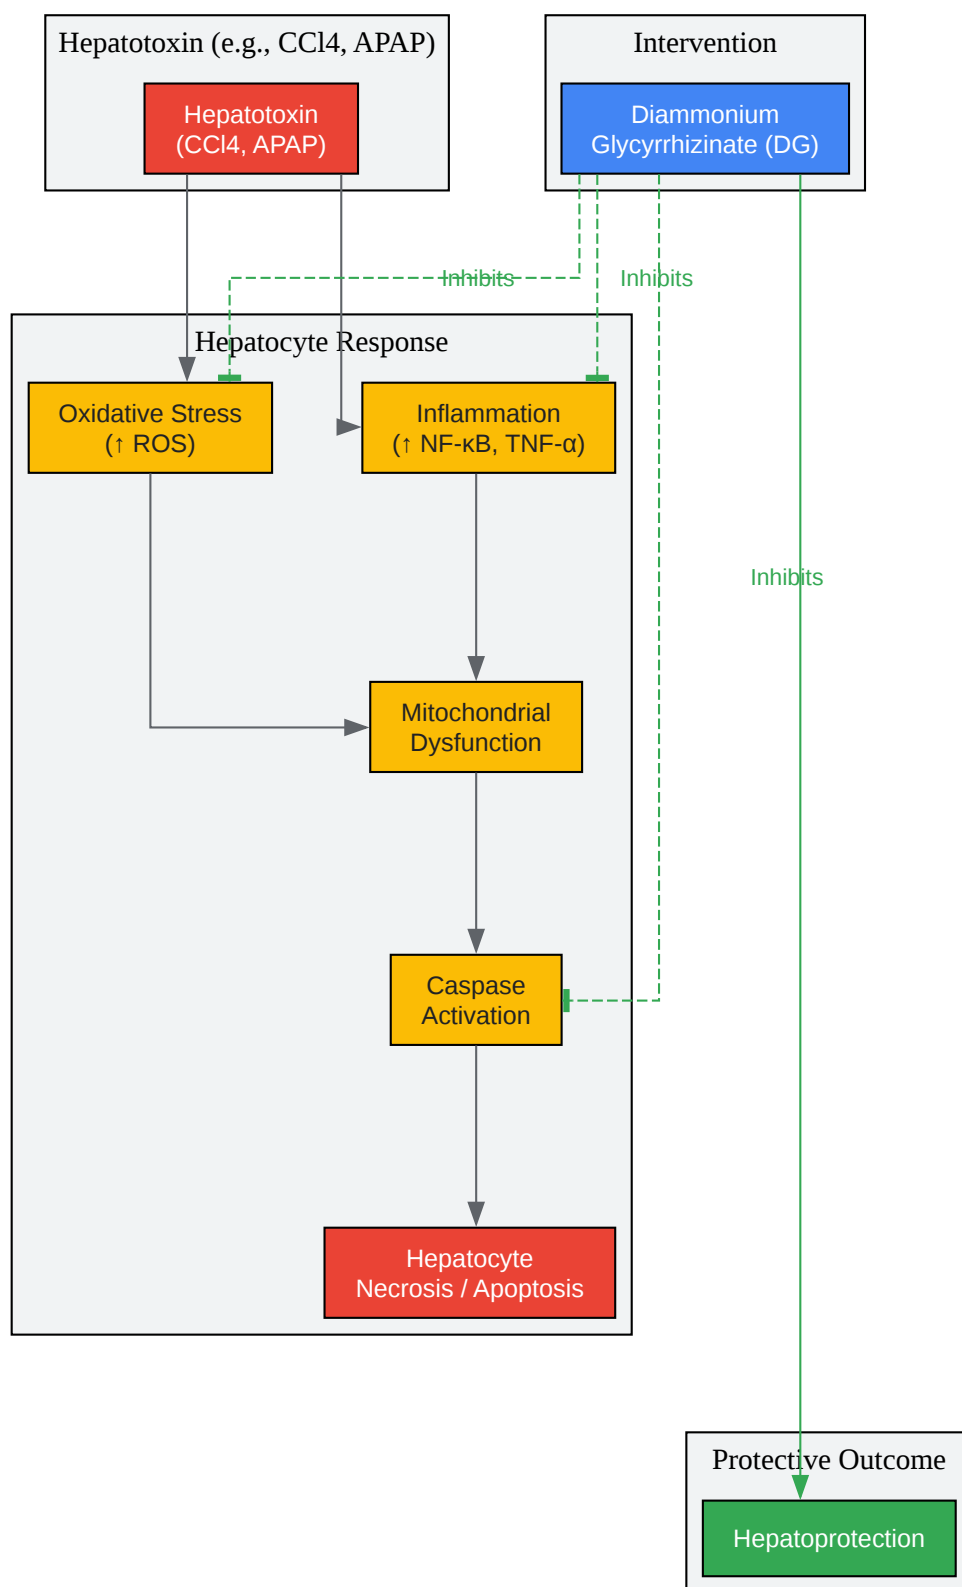 Hepatotoxin (e.g., CCl4, APAP)
Hepatotoxin
(CCl4, APAP)
Intervention
Diammonium
Glycyrrhizinate (DG)
Inhibits
Inhibits
Hepatocyte Response
Oxidative Stress
(↑ ROS)
Inflammation
(↑ NF-κB, TNF-α)
Inhibits
Mitochondrial
Dysfunction
Caspase
Activation
Hepatocyte
Necrosis / Apoptosis
Protective Outcome
Hepatoprotection